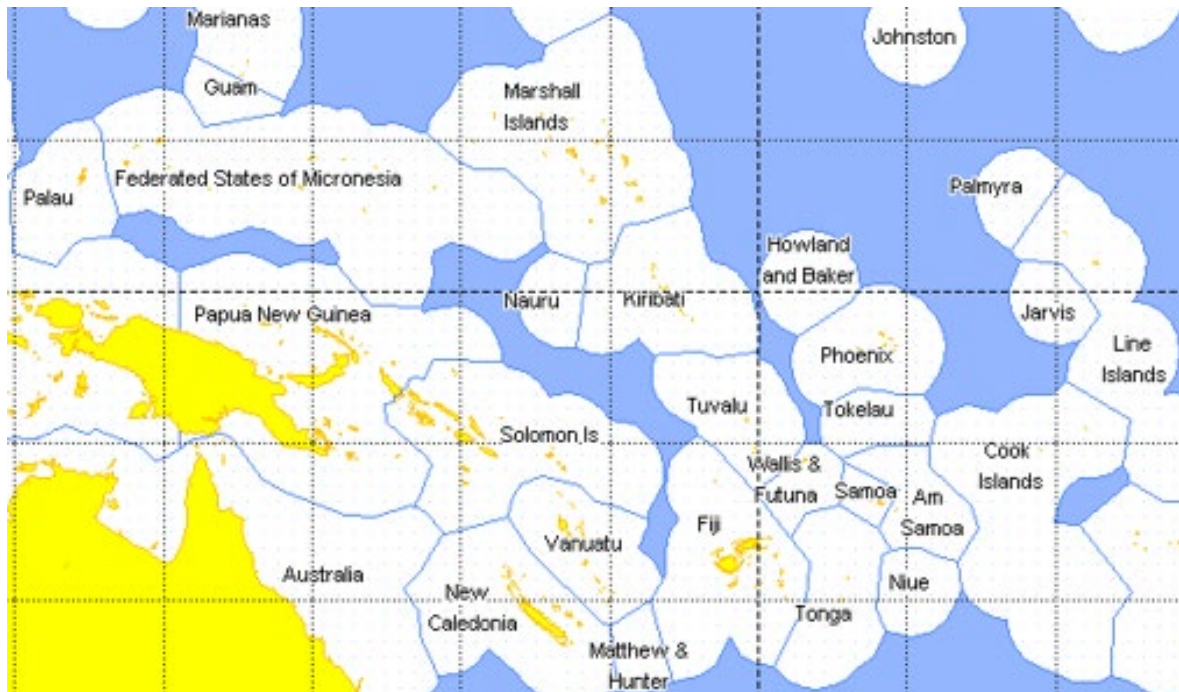 Marianas
Johnston
Guam
Marshall
Islands
Federated States of Micronesia
Palau
Palmyra
Howland
and Baker
Nauru
Kiribati
Jarvis
Papua New Guinea
Phoenix
Line
Islands
Tuvalu
Tokelau
Solomon Is
Cook
Islands
Wallis &
Futuna
Samoa
Am
Samoa
Fiji
Vanuatu
Australia
Niue
New
Caledonia
Tonga
Matthew &
Hunter